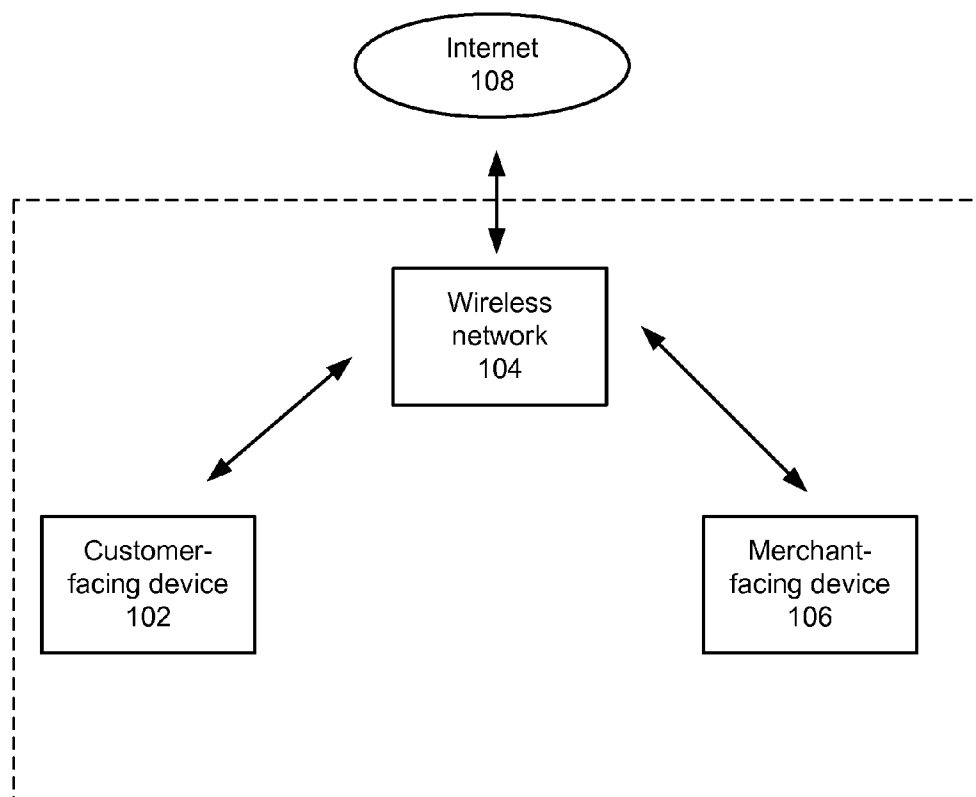 Internet
108
Wireless
network
104
Customer-
facing device
102
Merchant-
facing device
106